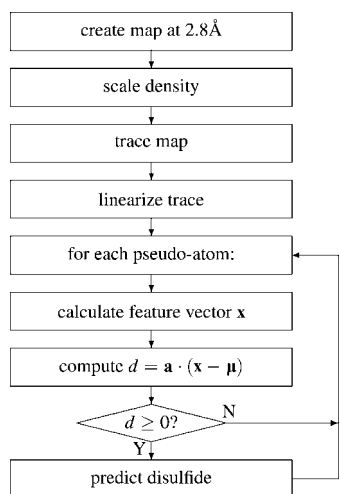 create map at 2.8Å
scale density
trace map
linearize trace
for each pseudo-atom:
calculate feature vector x
compute d = a · (x − μ)
d ≥ 0?
N
Y
predict disulfide